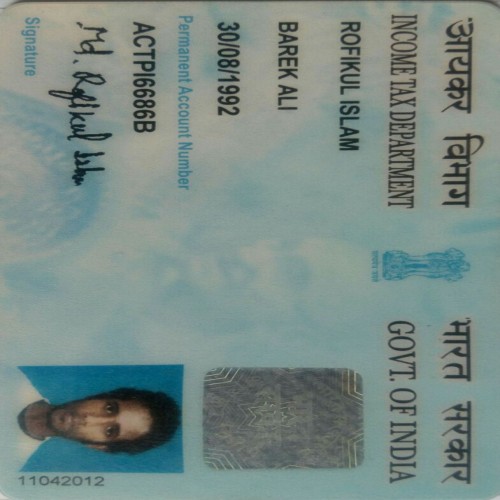 आयकर विभाग
INCOME TAX DEPARTMENT
भारत सरकार
GOVT. OF INDIA
ROFIKUL ISLAM
BAREK ALI
30/08/1992
Permanent Account Number
ACTPI6686B
Md. Rofikul Islam
Signature
11042012